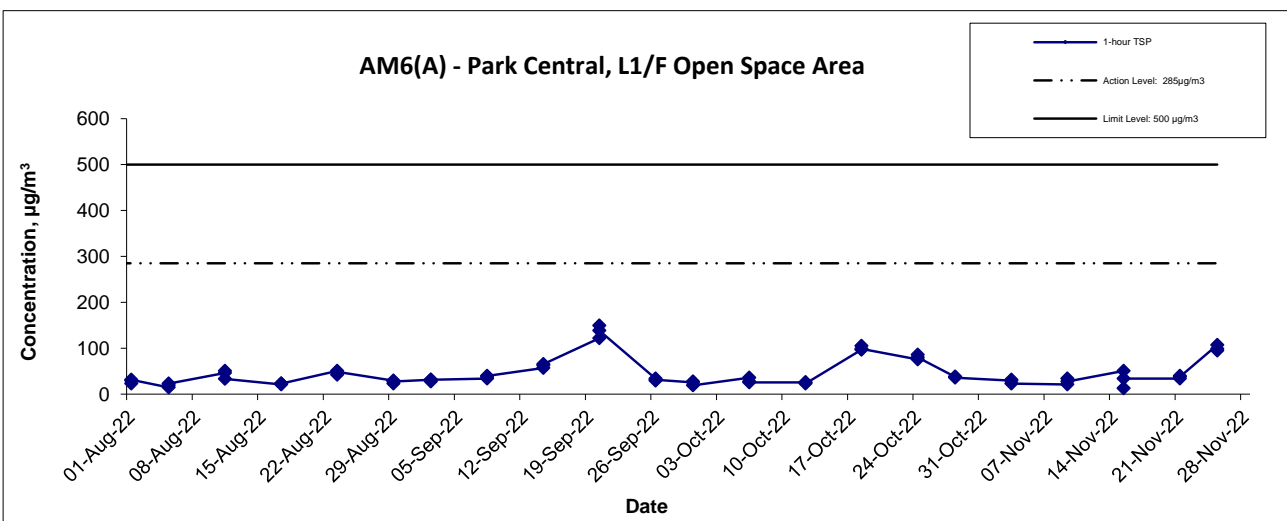 AM6(A) - Park Central, L1/F Open Space Area
1-hour TSP
Action Level: 285µg/m3
Limit Level: 500 µg/m3
Concentration, µg/m³
600
500
400
300
200
100
0
01-Aug-22
08-Aug-22
15-Aug-22
22-Aug-22
29-Aug-22
05-Sep-22
12-Sep-22
19-Sep-22
26-Sep-22
03-Oct-22
10-Oct-22
17-Oct-22
24-Oct-22
31-Oct-22
07-Nov-22
14-Nov-22
21-Nov-22
28-Nov-22
Date